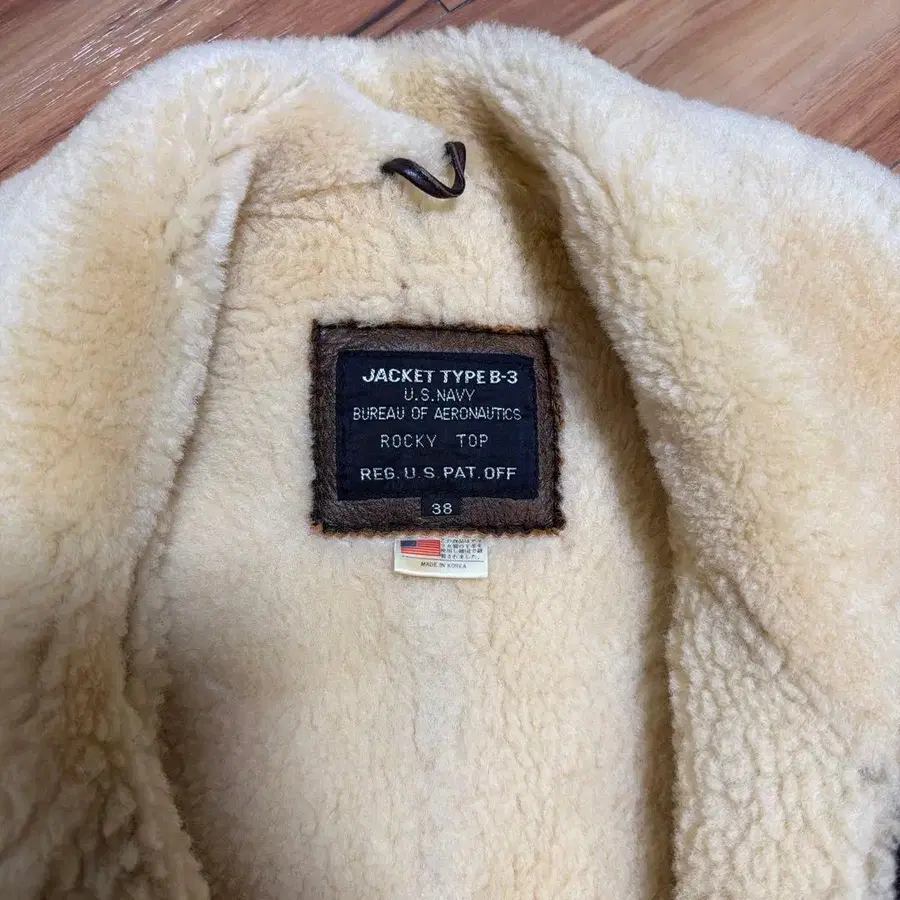 JACKET TYPE B-3
U.S. NAVY
BUREAU OF AERONAUTICS
ROCKY TOP
REG. U.S. PAT. OFF
38
MADE IN KOREA